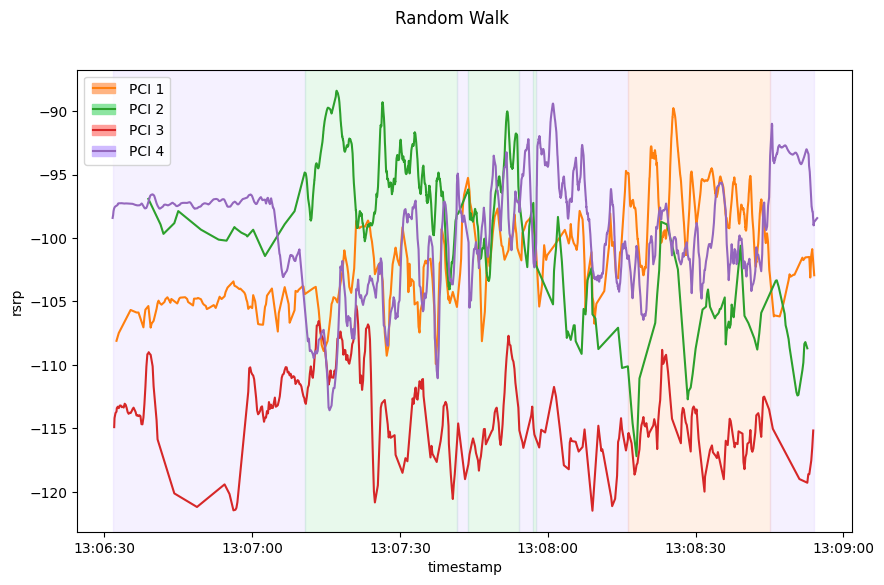 Random Walk
PCI 1
PCI 2
PCI 3
PCI 4
rsrp
−90
−95
−100
−105
−110
−115
−120
13:06:30 13:07:00 13:07:30 13:08:00 13:08:30 13:09:00
timestamp